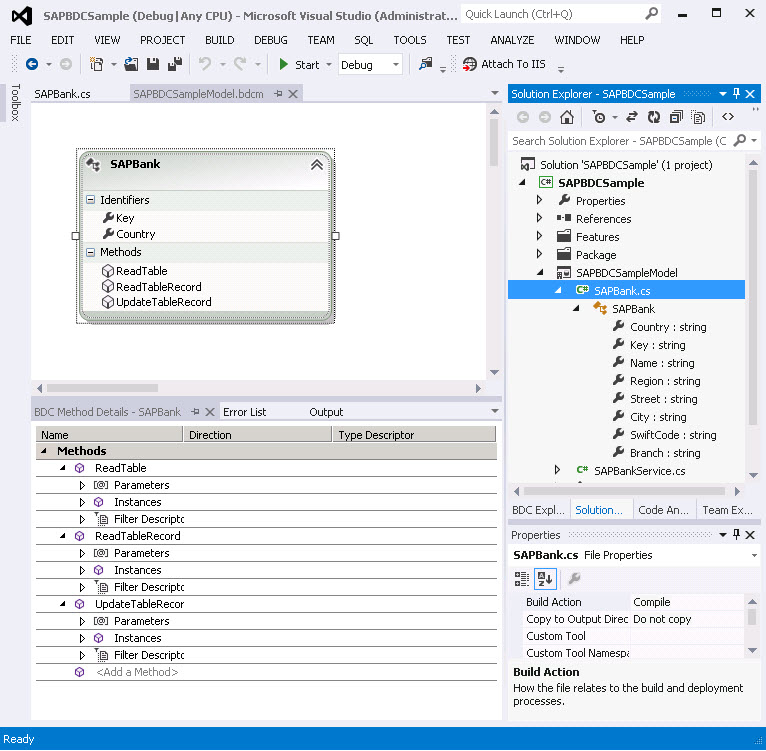 SAPBDCSample (Debug|Any CPU) - Microsoft Visual Studio (Administrat...
Quick Launch (Ctrl+Q)
FILE EDIT VIEW PROJECT BUILD DEBUG TEAM SQL TOOLS TEST ANALYZE WINDOW HELP
Start Debug Attach To IIS
Toolbox
SAPBank.cs SAPBDCSampleModel.bdcm
SAPBank
Identifiers
Key
Country
Methods
ReadTable
ReadTableRecord
UpdateTableRecord
BDC Method Details - SAPBank Error List Output
Name Direction Type Descriptor
Methods
ReadTable
Parameters
Instances
Filter Descripto
ReadTableRecord
Parameters
Instances
Filter Descripto
UpdateTableRecor
Parameters
Instances
Filter Descripto
<Add a Method>
Solution Explorer - SAPBDCSample
Search Solution Explorer - SAPBDCSample (C
Solution 'SAPBDCSample' (1 project)
C# SAPBDCSample
Properties
References
Features
Package
SAPBDCSampleModel
C# SAPBank.cs
SAPBank
Country : string
Key : string
Name : string
Region : string
Street : string
City : string
SwiftCode : string
Branch : string
C# SAPBankService.cs
BDC Expl... Solution... Code An... Team Ex...
Properties
SAPBank.cs File Properties
Build Action Compile
Copy to Output Direc Do not copy
Custom Tool
Custom Tool Namespa
Build Action
How the file relates to the build and deployment
processes.
Ready